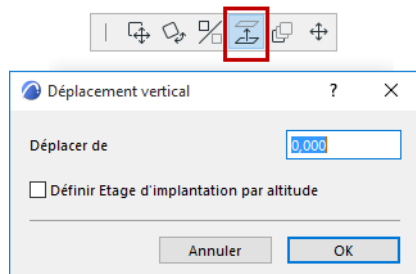 Déplacement vertical
Déplacer de
0,000
Définir Etage d'implantation par altitude
Annuler
OK